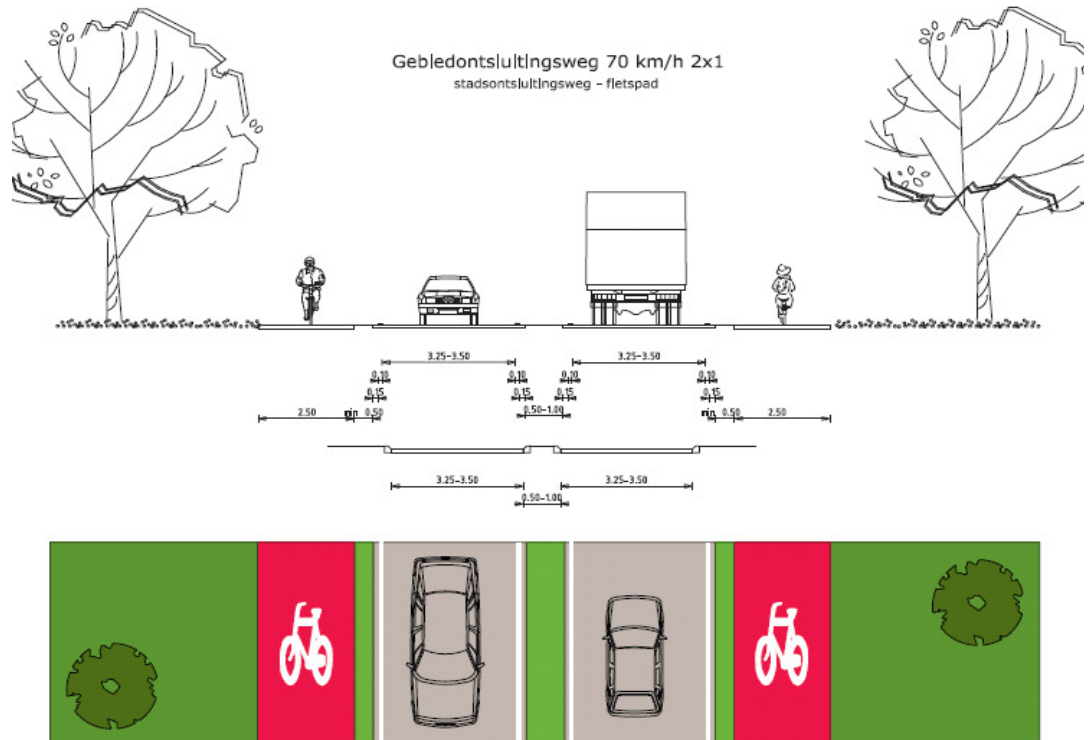 Gebiedontsluitingsweg 70 km/h 2x1
stadsontsluitingsweg – fietspad
3.25-3.50 3.25-3.50
0.10 0.10 0.10 0.10
0.15 0.15 0.15 0.15
2.50 min 0.50 0.50-1.00 min 0.50 2.50
3.25-3.50 3.25-3.50
0.50-1.00